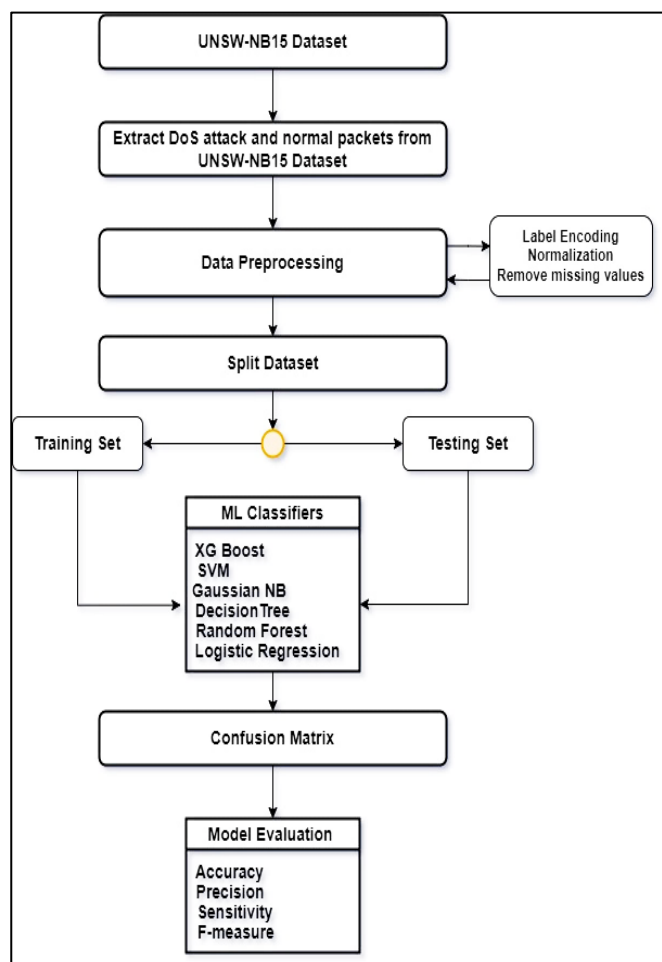 UNSW-NB15 Dataset
Extract DoS attack and normal packets from
UNSW-NB15 Dataset
Data Preprocessing
Label Encoding
Normalization
Remove missing values
Split Dataset
Training Set
Testing Set
ML Classifiers
XG Boost
SVM
Gaussian NB
Decision Tree
Random Forest
Logistic Regression
Confusion Matrix
Model Evaluation
Accuracy
Precision
Sensitivity
F-measure